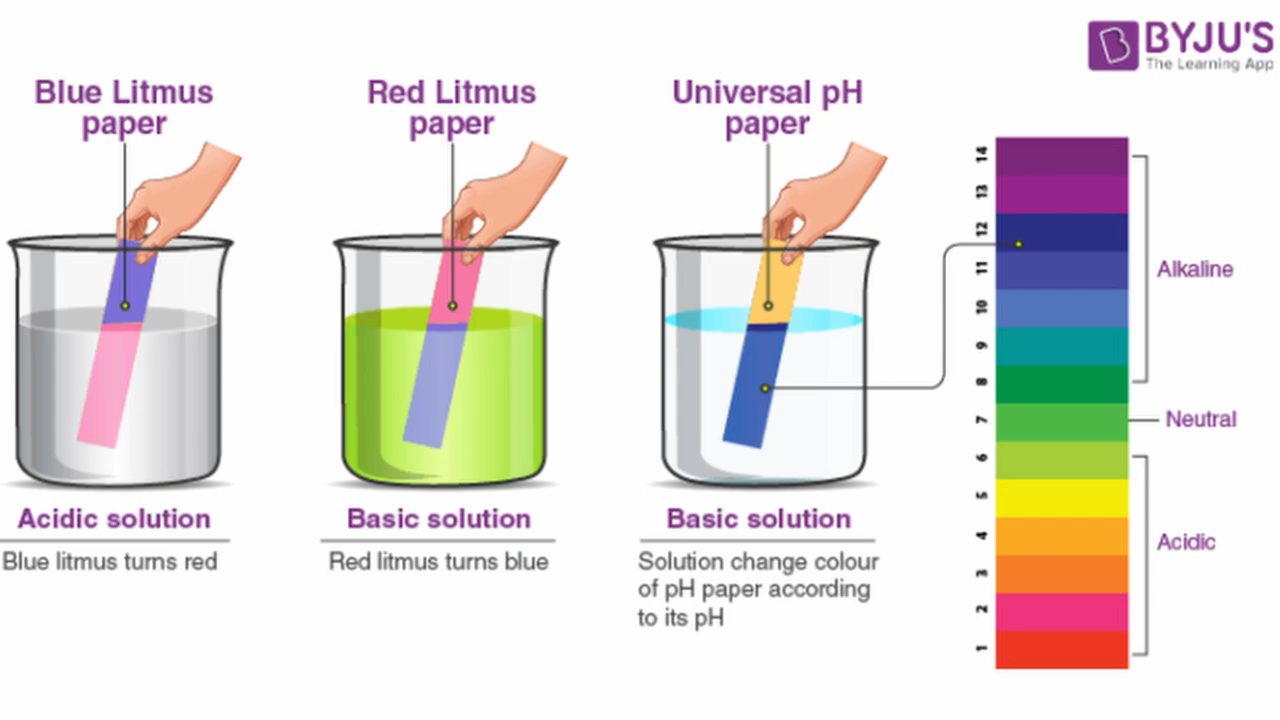 BYJU'S
The Learning App
Blue Litmus
paper
Red Litmus
paper
Universal pH
paper
14
13
12
11
10
9
8
7
6
5
4
3
2
1
Alkaline
Neutral
Acidic
Acidic solution
Blue litmus turns red
Basic solution
Red litmus turns blue
Basic solution
Solution change colour
of pH paper according
to its pH